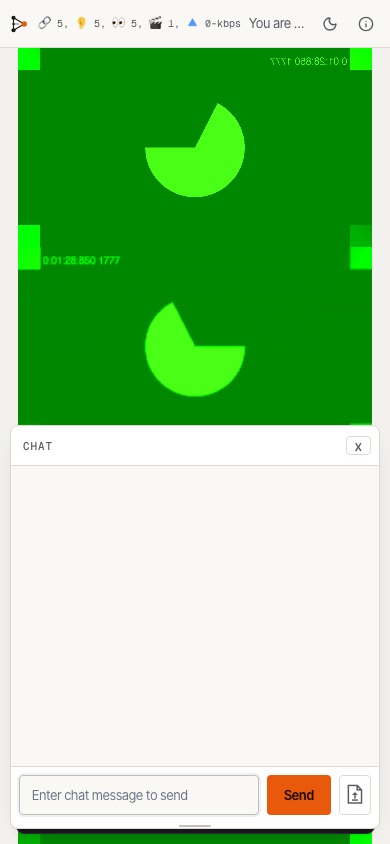 🔗 5, 💡 5, 👀 5, 🎬 1, 🔼 0-kbps You are ...
0:01:28.850 1777
0:01:28.850 1777
CHAT
X
Enter chat message to send
Send